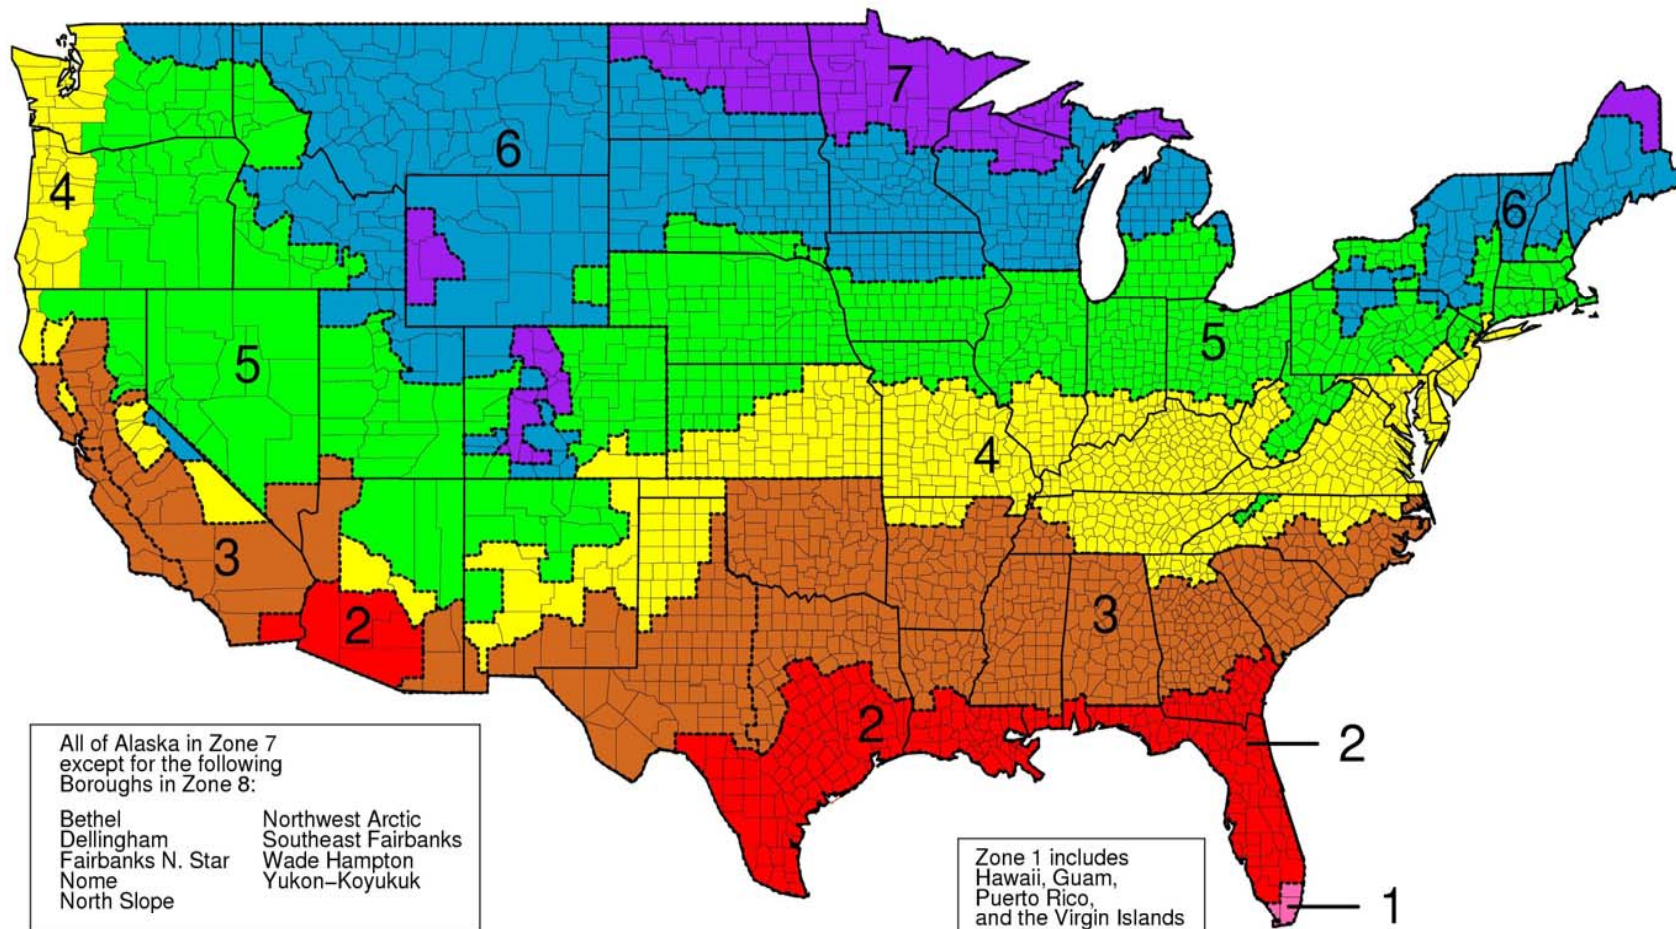 7
6
4
6
5
5
4
3
3
2
2
2
1
All of Alaska in Zone 7
except for the following
Boroughs in Zone 8:
Bethel Northwest Arctic
Dellingham Southeast Fairbanks
Fairbanks N. Star Wade Hampton
Nome Yukon–Koyukuk
North Slope
Zone 1 includes
Hawaii, Guam,
Puerto Rico,
and the Virgin Islands